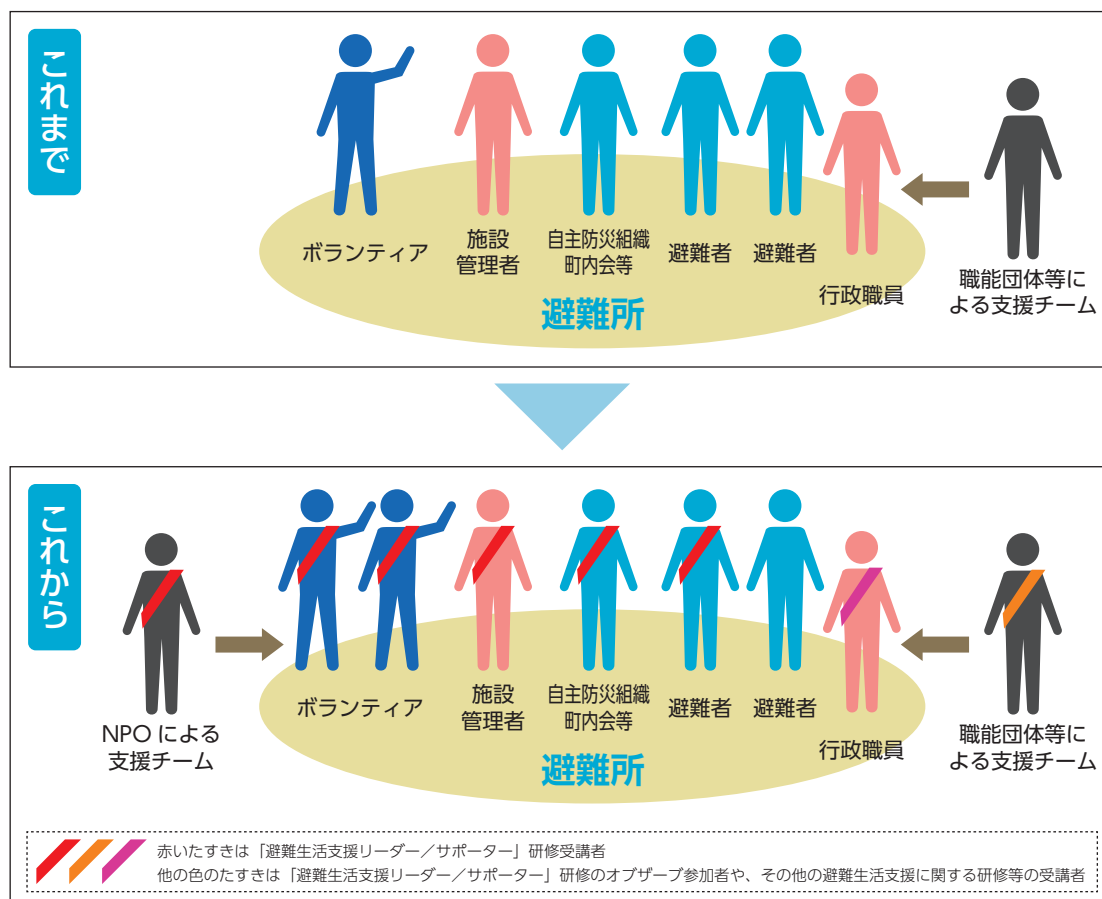 これまで
ボランティア
施設
管理者
自主防災組織
町内会等
避難者
避難者
行政職員
職能団体等に
よる支援チーム
避難所
これから
NPO による
支援チーム
ボランティア
施設
管理者
自主防災組織
町内会等
避難者
避難者
行政職員
職能団体等に
よる支援チーム
避難所
赤いたすきは「避難生活支援リーダー／サポーター」研修受講者
他の色のたすきは「避難生活支援リーダー／サポーター」研修のオブザーブ参加者や、その他の避難生活支援に関する研修等の受講者